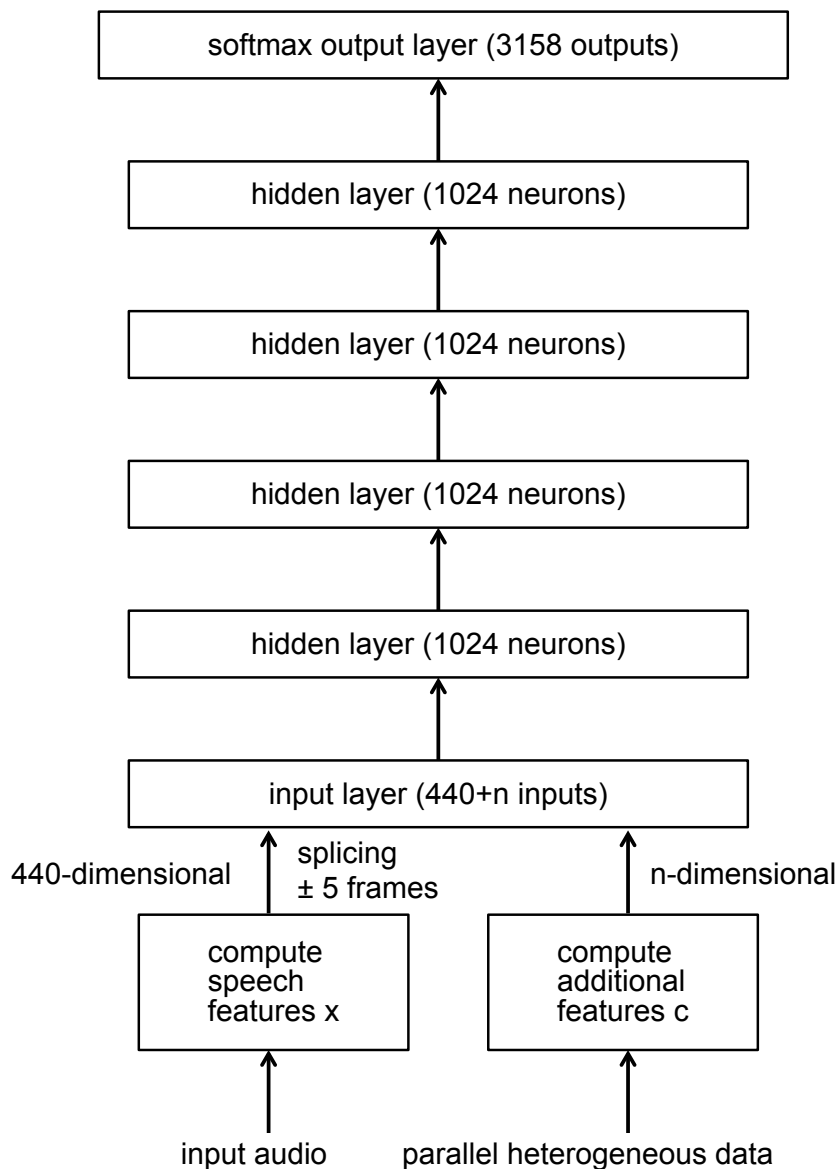 softmax output layer (3158 outputs)
hidden layer (1024 neurons)
hidden layer (1024 neurons)
hidden layer (1024 neurons)
hidden layer (1024 neurons)
input layer (440+n inputs)
440-dimensional
splicing
± 5 frames
n-dimensional
compute
speech
features x
compute
additional
features c
input audio
parallel heterogeneous data